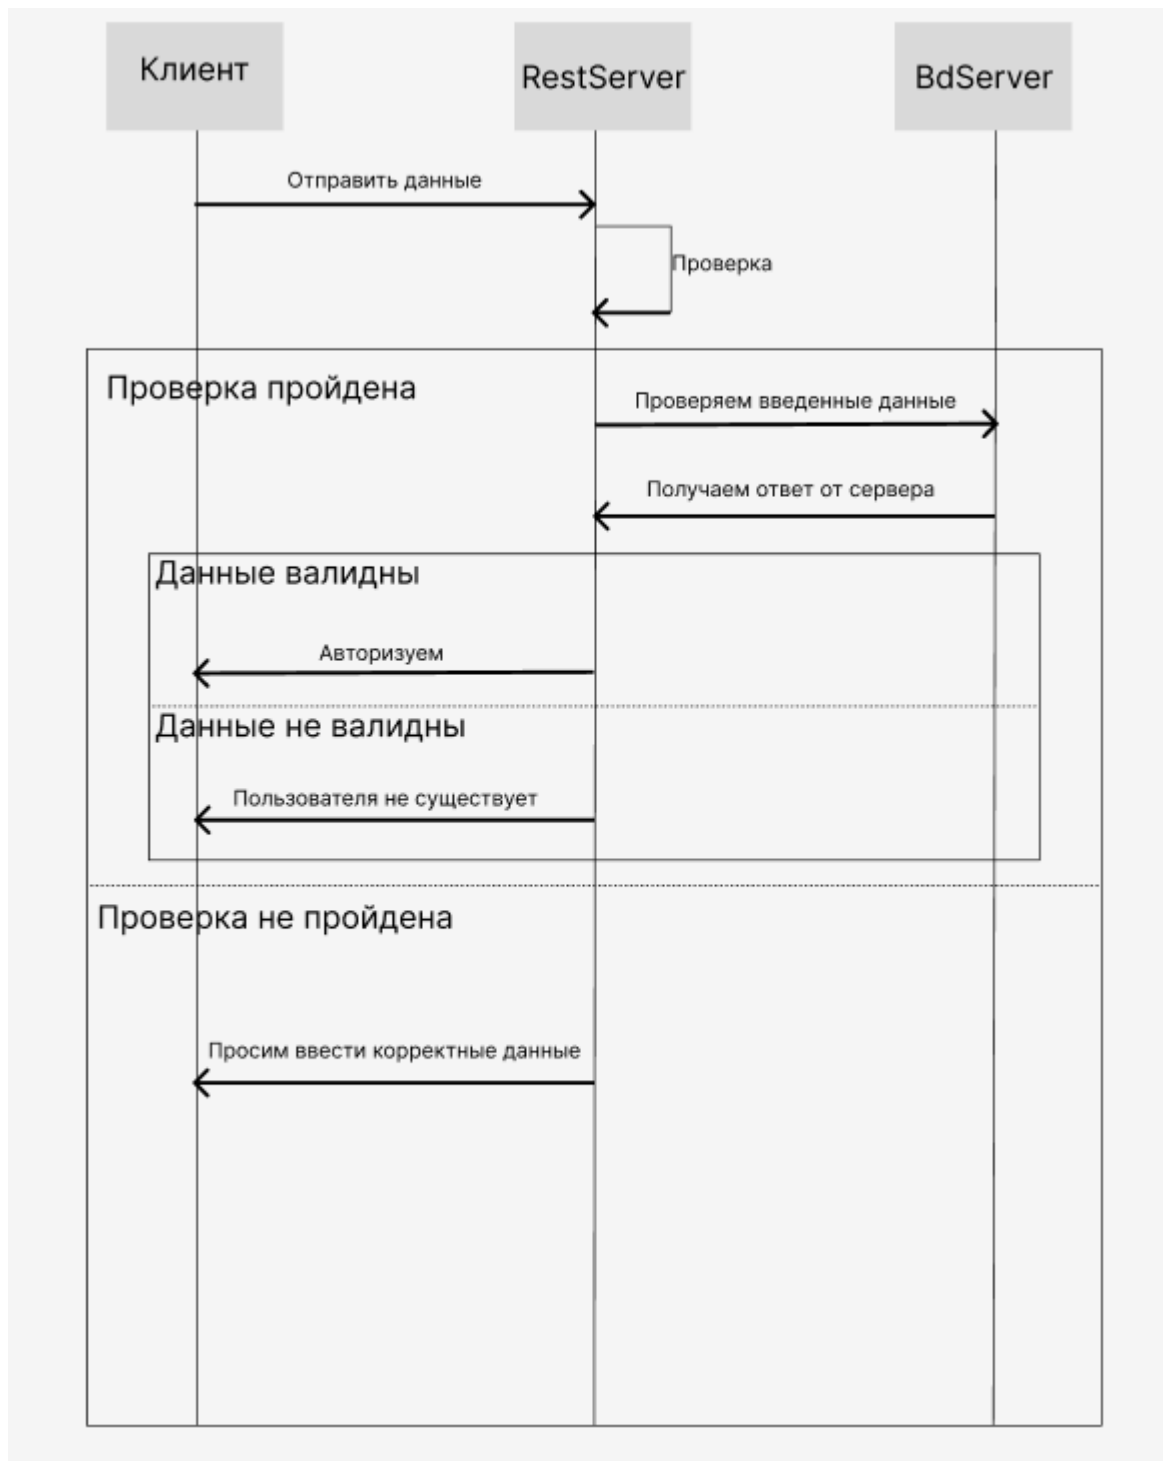 Клиент
RestServer
BdServer
Отправить данные
Проверка
Проверка пройдена
Проверяем введенные данные
Получаем ответ от сервера
Данные валидны
Авторизуем
Данные не валидны
Пользователя не существует
Проверка не пройдена
Просим ввести корректные данные